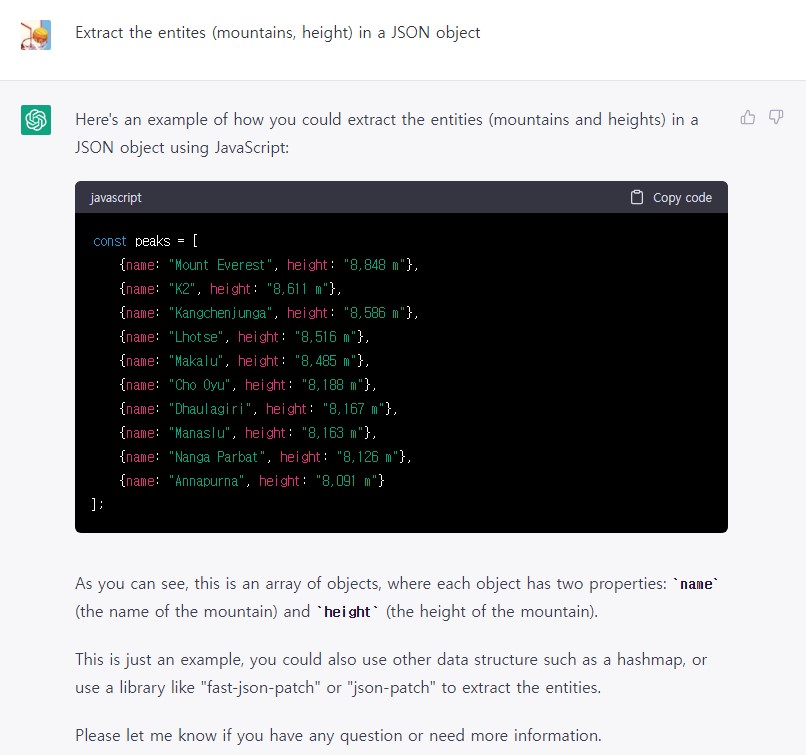 Extract the entites (mountains, height) in a JSON object
Here's an example of how you could extract the entities (mountains and heights) in a
JSON object using JavaScript:
javascript
Copy code
const peaks = [
{name: "Mount Everest", height: "8,848 m"},
{name: "K2", height: "8,611 m"},
{name: "Kangchenjunga", height: "8,586 m"},
{name: "Lhotse", height: "8,516 m"},
{name: "Makalu", height: "8,485 m"},
{name: "Cho Oyu", height: "8,188 m"},
{name: "Dhaulagiri", height: "8,167 m"},
{name: "Manaslu", height: "8,163 m"},
{name: "Nanga Parbat", height: "8,126 m"},
{name: "Annapurna", height: "8,091 m"}
];
As you can see, this is an array of objects, where each object has two properties: `name`
(the name of the mountain) and `height` (the height of the mountain).
This is just an example, you could also use other data structure such as a hashmap, or
use a library like "fast-json-patch" or "json-patch" to extract the entities.
Please let me know if you have any question or need more information.